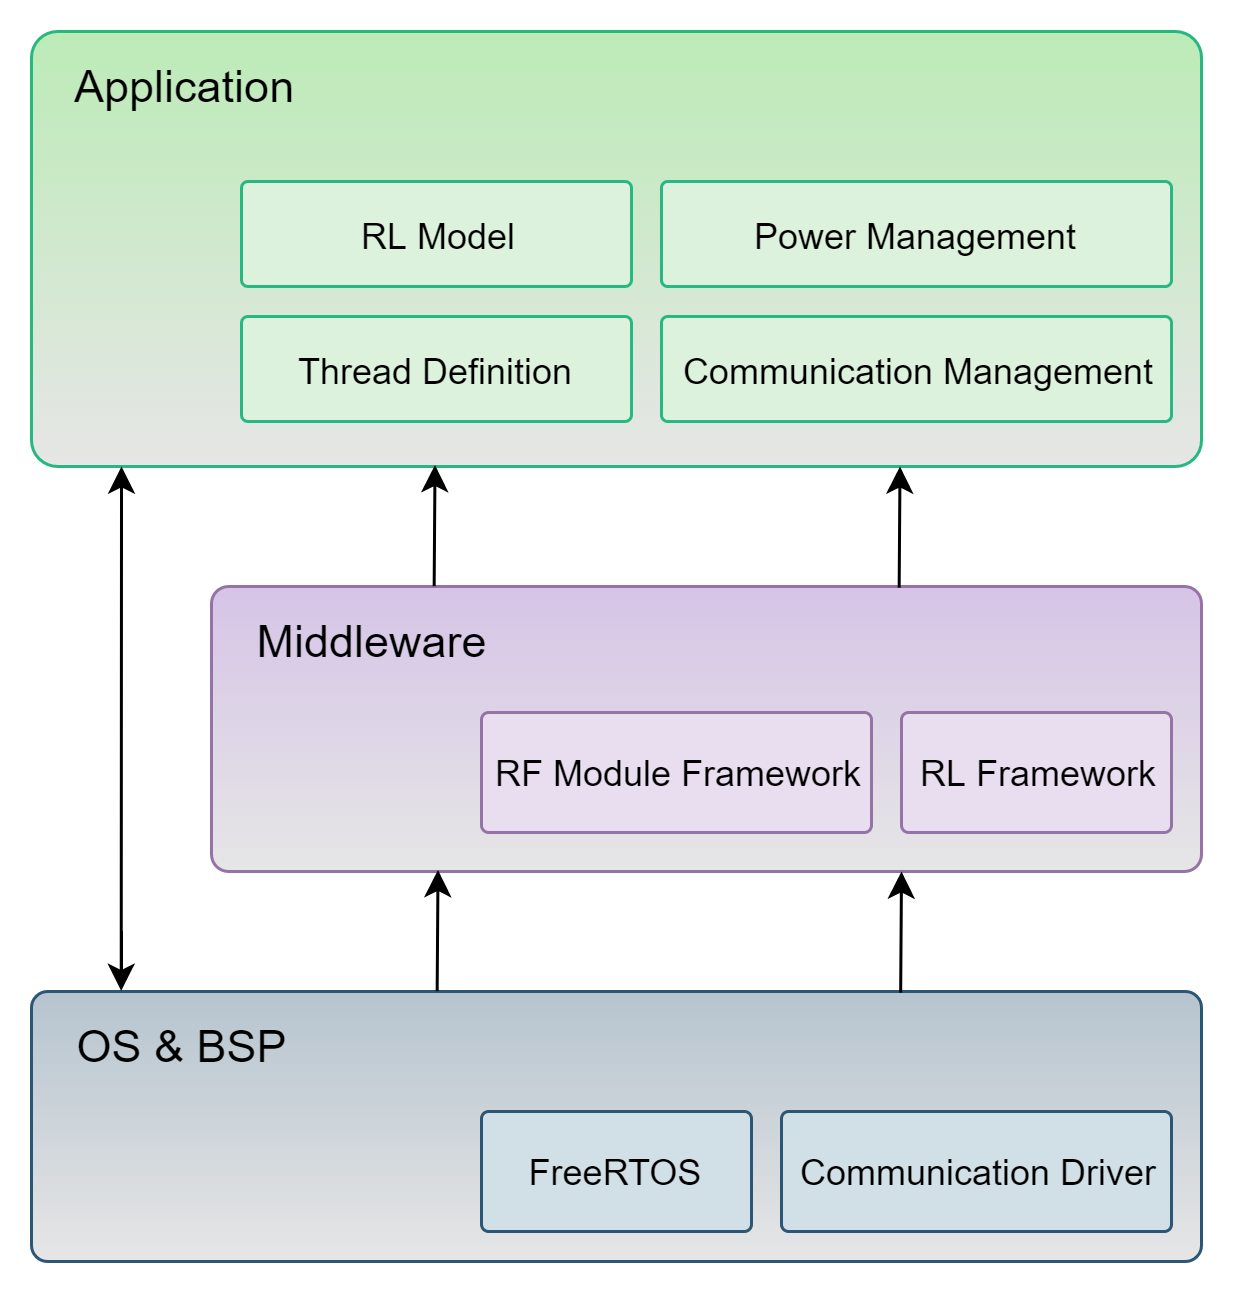 Application
RL Model
Power Management
Thread Definition
Communication Management
Middleware
RF Module Framework
RL Framework
OS & BSP
FreeRTOS
Communication Driver